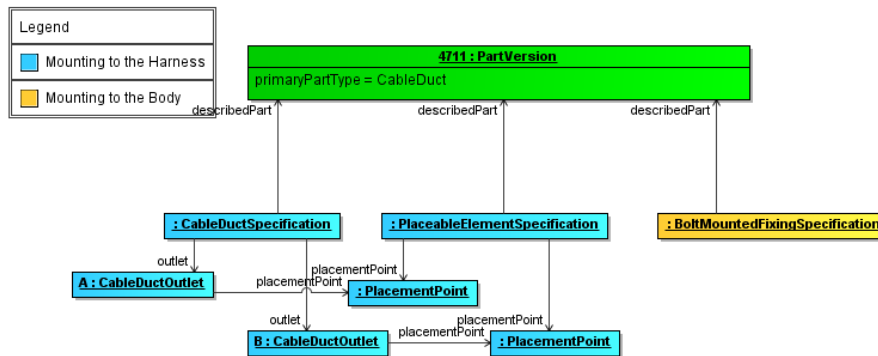 Legend
Mounting to the Harness
Mounting to the Body
4711 : PartVersion
primaryPartType = CableDuct
describedPart
describedPart
describedPart
: CableDuctSpecification
: PlaceableElementSpecification
: BoltMountedFixingSpecification
outlet
placementPoint
A : CableDuctOutlet
placementPoint
: PlacementPoint
outlet
placementPoint
B : CableDuctOutlet
placementPoint
: PlacementPoint